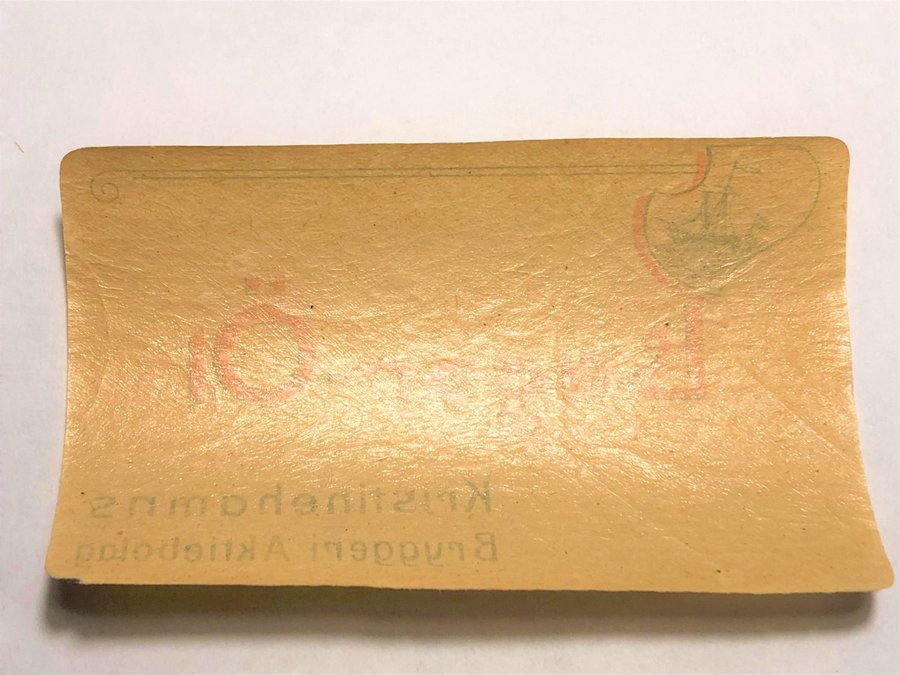 Öl
Kristinehamns
Bryggeri Aktiebolag